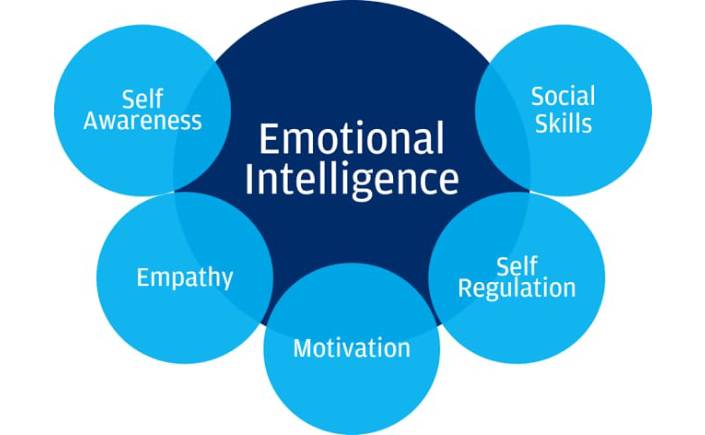 Emotional
Intelligence
Self
Awareness
Empathy
Motivation
Self
Regulation
Social
Skills